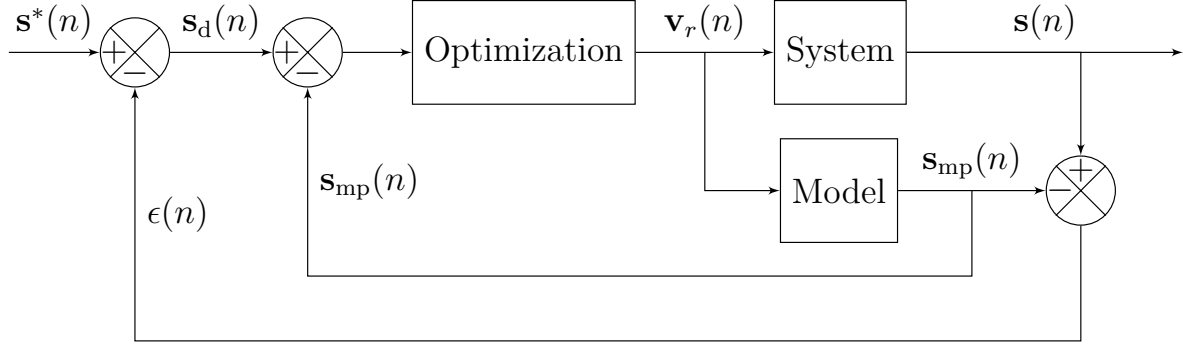 s*(n)
s_d(n)
v_r(n)
s(n)
+
−
+
−
Optimization
System
s_mp(n)
ϵ(n)
Model
s_mp(n)
+
−